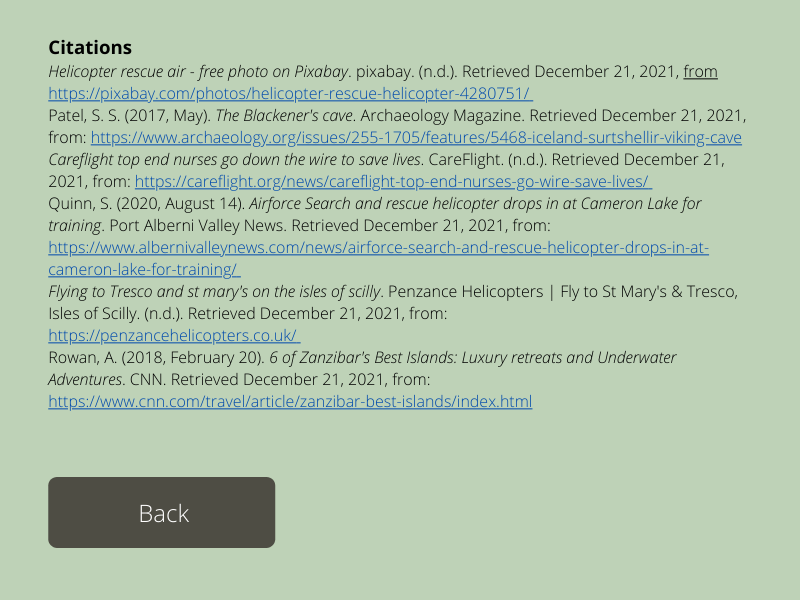 Citations
Helicopter rescue air - free photo on Pixabay. pixabay. (n.d.). Retrieved December 21, 2021, from
https://pixabay.com/photos/helicopter-rescue-helicopter-4280751/
Patel, S. S. (2017, May). The Blackener's cave. Archaeology Magazine. Retrieved December 21, 2021,
from: https://www.archaeology.org/issues/255-1705/features/5468-iceland-surtshellir-viking-cave
Careflight top end nurses go down the wire to save lives. CareFlight. (n.d.). Retrieved December 21,
2021, from: https://careflight.org/news/careflight-top-end-nurses-go-wire-save-lives/
Quinn, S. (2020, August 14). Airforce Search and rescue helicopter drops in at Cameron Lake for
training. Port Alberni Valley News. Retrieved December 21, 2021, from:
https://www.albernivalleynews.com/news/airforce-search-and-rescue-helicopter-drops-in-at-
cameron-lake-for-training/
Flying to Tresco and st mary's on the isles of scilly. Penzance Helicopters | Fly to St Mary's & Tresco,
Isles of Scilly. (n.d.). Retrieved December 21, 2021, from:
https://penzancehelicopters.co.uk/
Rowan, A. (2018, February 20). 6 of Zanzibar's Best Islands: Luxury retreats and Underwater
Adventures. CNN. Retrieved December 21, 2021, from:
https://www.cnn.com/travel/article/zanzibar-best-islands/index.html
Back